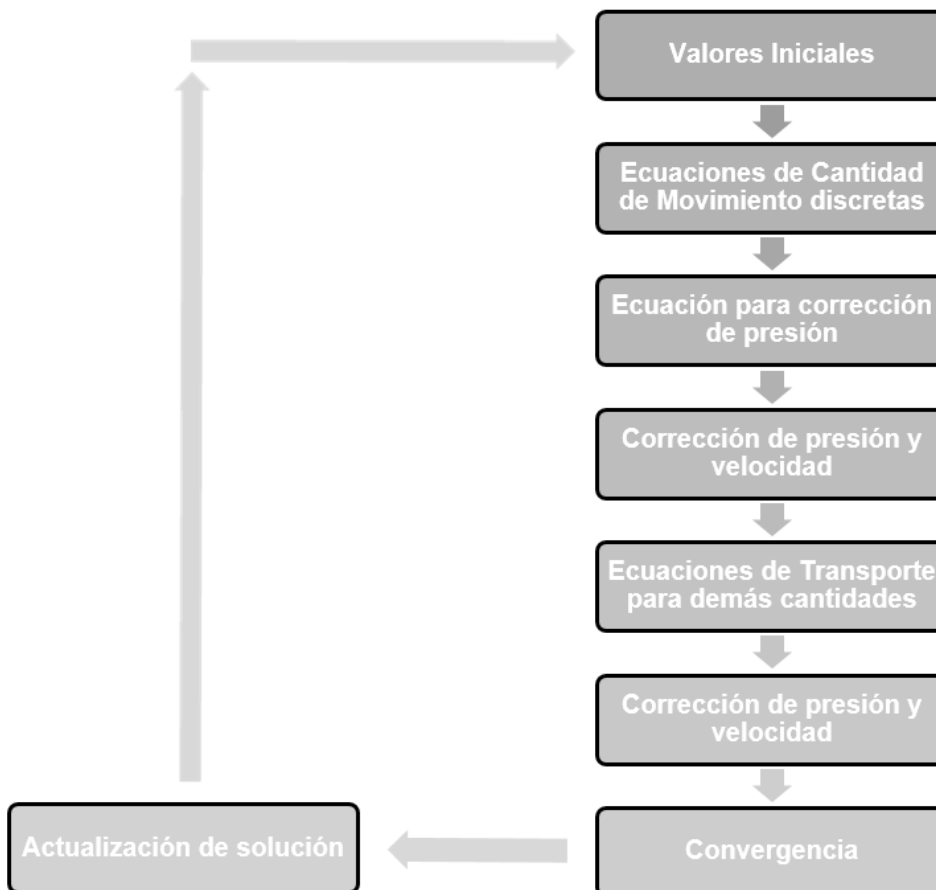 Valores Iniciales
Ecuaciones de Cantidad
de Movimiento discretas
Ecuación para corrección
de presión
Corrección de presión y
velocidad
Ecuaciones de Transporte
para demás cantidades
Corrección de presión y
velocidad
Convergencia
Actualización de solución